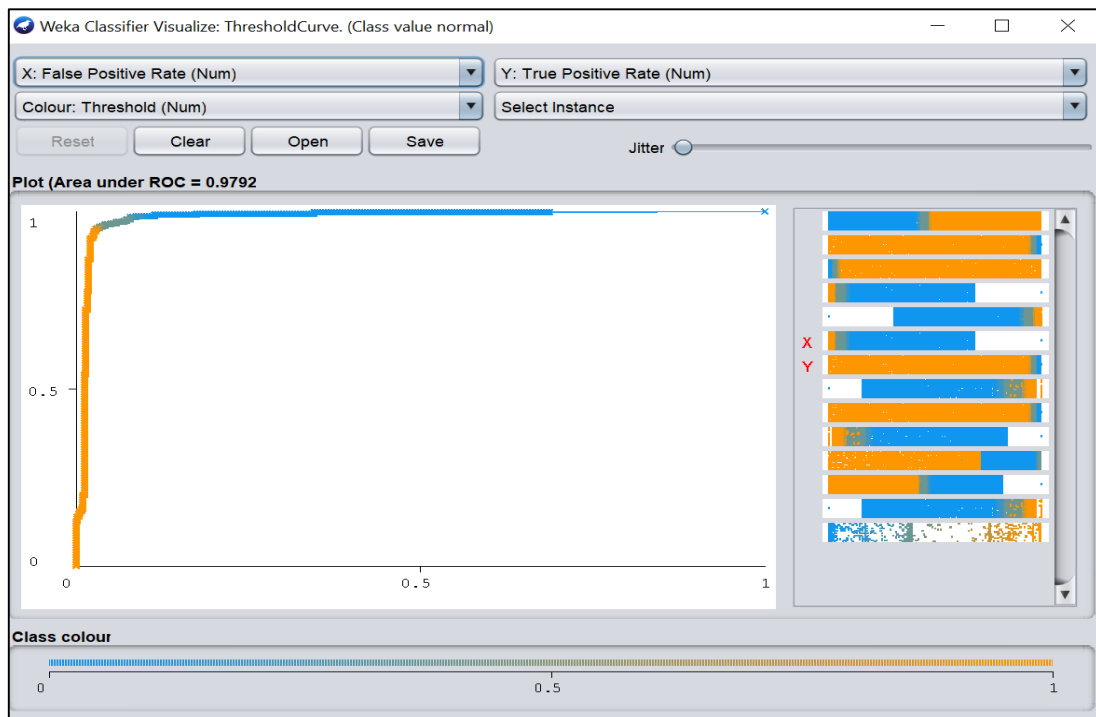 Weka Classifier Visualize: ThresholdCurve. (Class value normal)
X: False Positive Rate (Num)
Y: True Positive Rate (Num)
Colour: Threshold (Num)
Select Instance
Reset
Clear
Open
Save
Jitter
Plot (Area under ROC = 0.9792
1
0.5
0
0
0.5
1
X
Y
Class colour
0
0.5
1